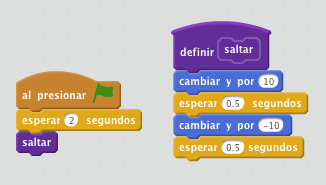 al presionar
esperar 2 segundos
saltar
definir saltar
cambiar y por 10
esperar 0.5 segundos
cambiar y por -10
esperar 0.5 segundos